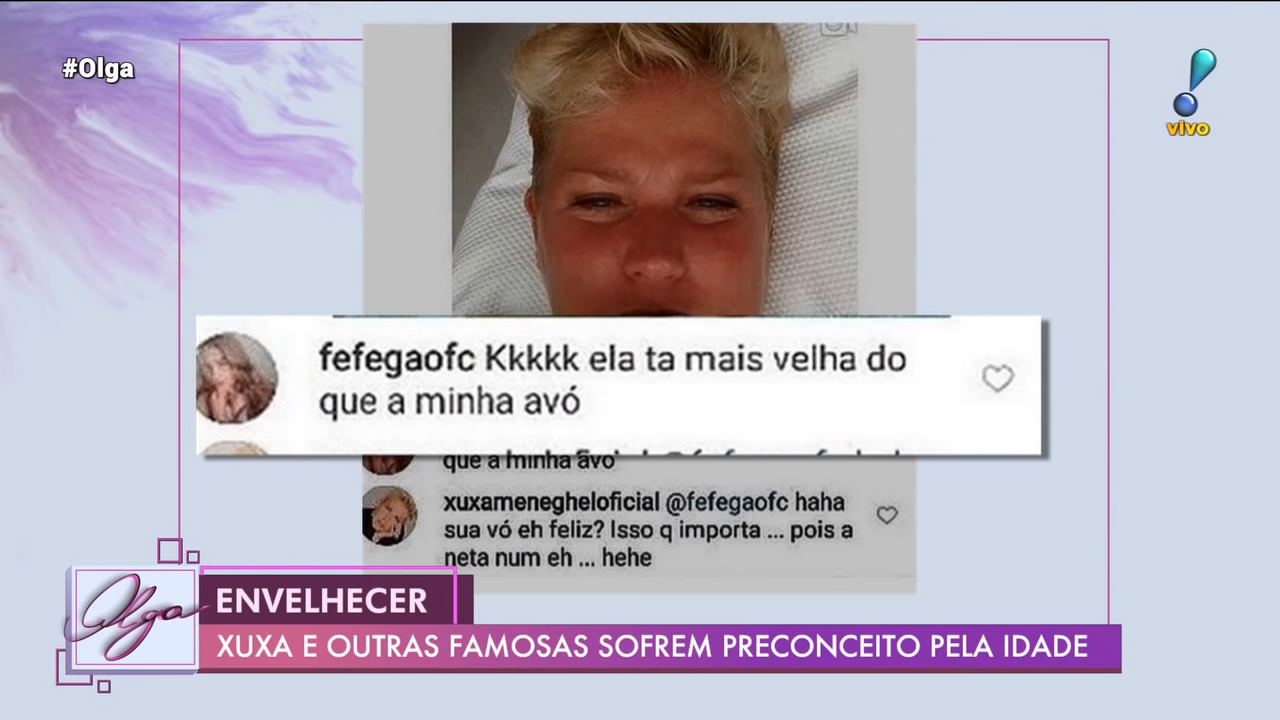 #Olga
vivo
fefegaofc Kkkkk ela ta mais velha do
que a minha avó
que a minha avó
xuxamenegheloficial @fefegaofc haha
sua vó eh feliz? Isso q importa ... pois a
neta num eh ... hehe
Olga
ENVELHECER
XUXA E OUTRAS FAMOSAS SOFREM PRECONCEITO PELA IDADE